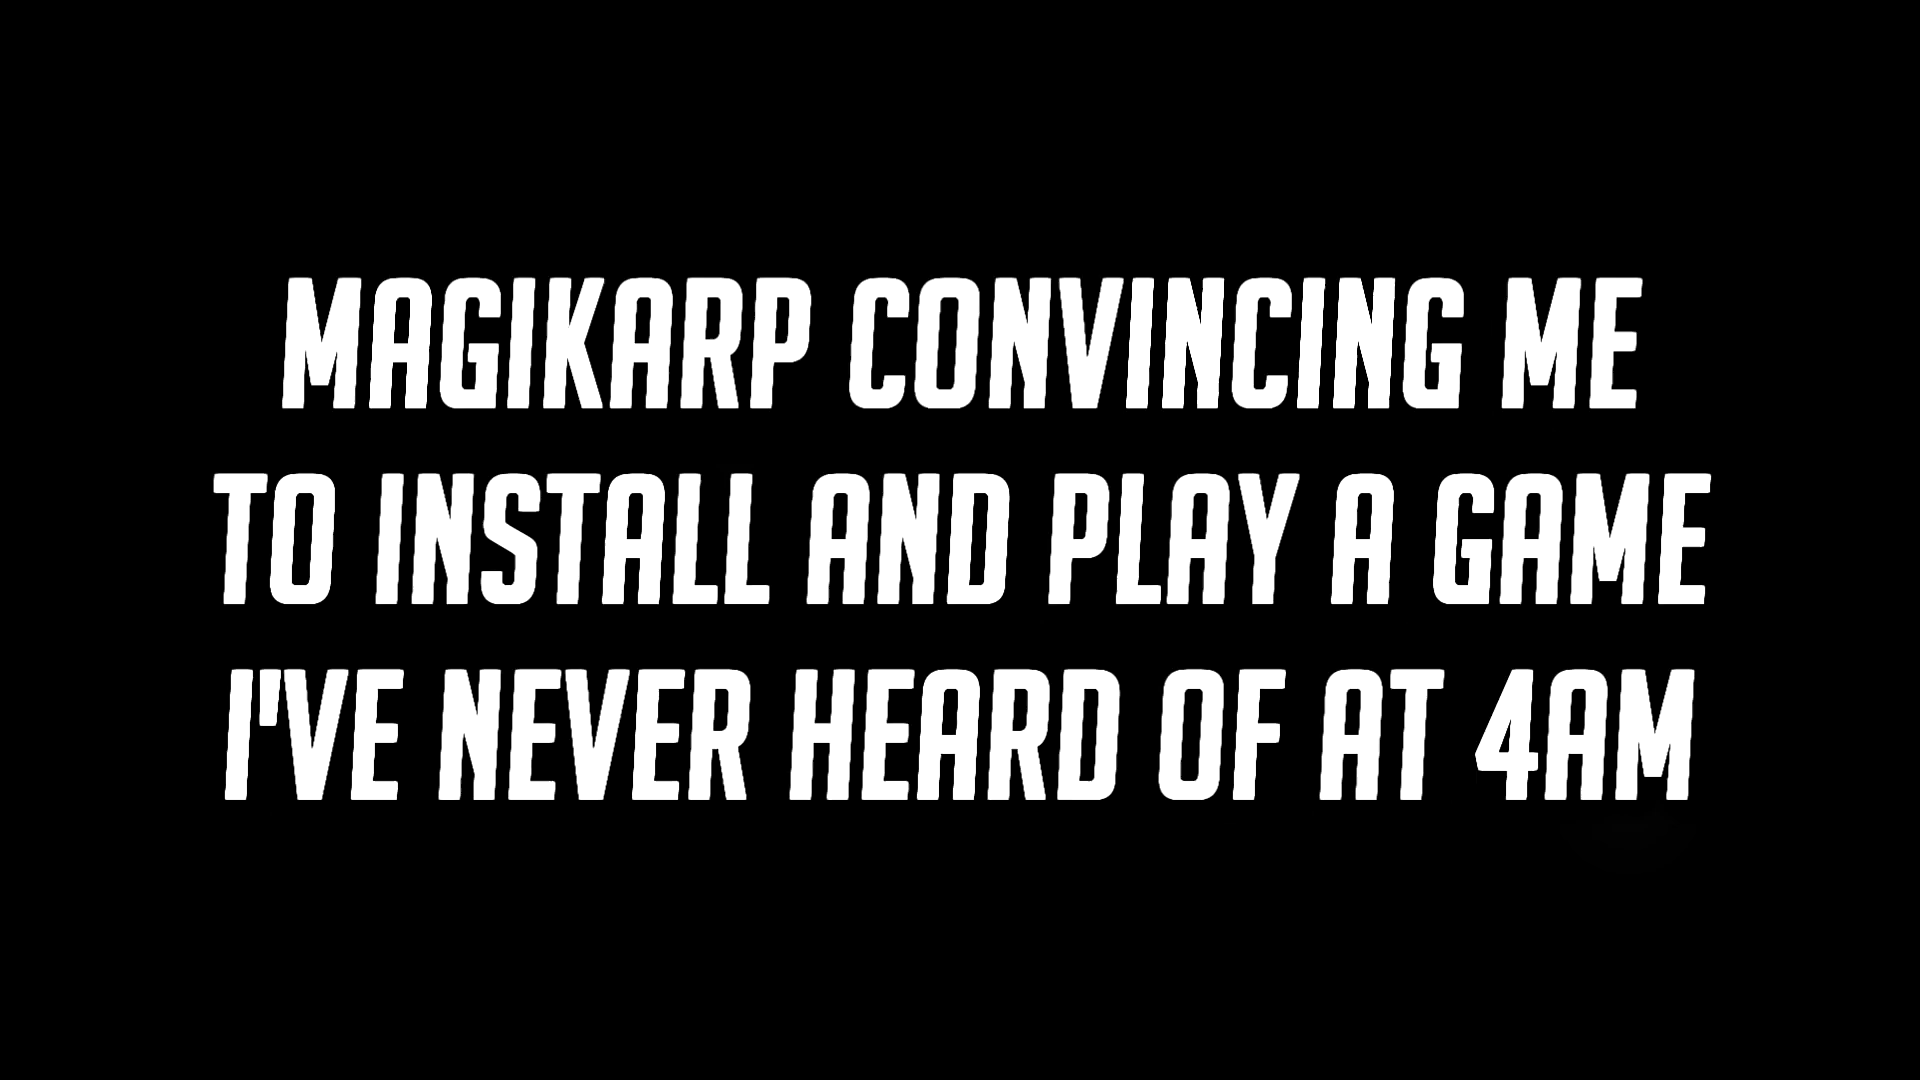 MAGIKARP CONVINCING ME
TO INSTALL AND PLAY A GAME
I'VE NEVER HEARD OF AT 4AM